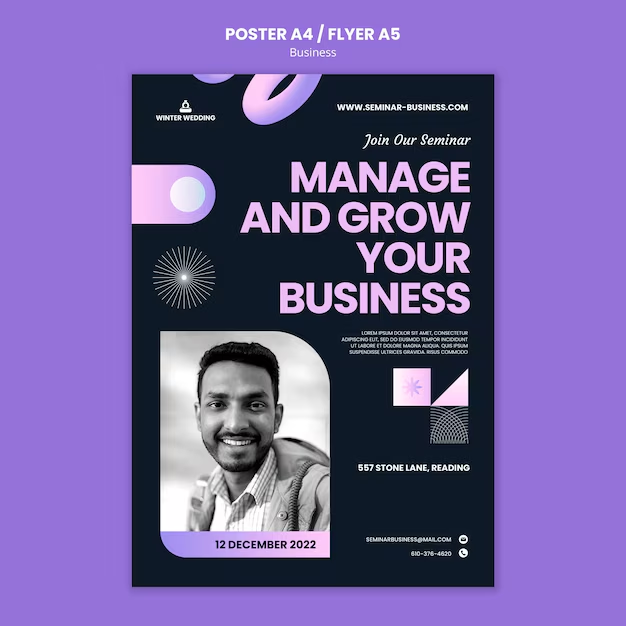 POSTER A4 / FLYER A5
Business
WINTER WEDDING
WWW.SEMINAR-BUSINESS.COM
Join Our Seminar
MANAGE
AND GROW
YOUR
BUSINESS
LOREM IPSUM DOLOR SIT AMET, CONSECTETUR
ADIPISCING ELIT, SED DO EIUSMOD TEMPOR INCIDIDUNT
UT LABORE ET DOLORE MAGNA ALIQUA. QUIS IPSUM
SUSPENDISSE ULTRICES GRAVIDA. RISUS COMMODO
557 STONE LANE, READING
12 DECEMBER 2022
SEMINARBUSINESS@MAIL.COM
610-376-4620